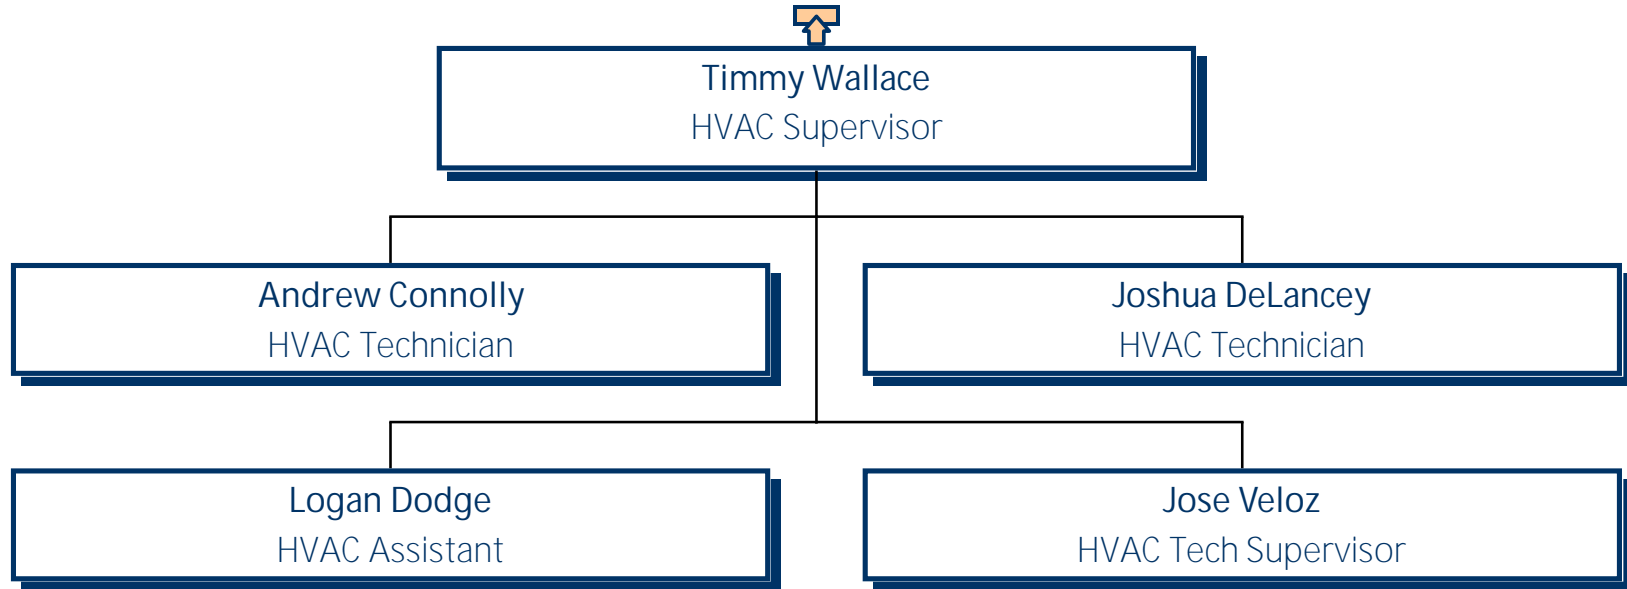 Timmy Wallace
HVAC Supervisor
Andrew Connolly
HVAC Technician
Joshua DeLancey
HVAC Technician
Logan Dodge
HVAC Assistant
Jose Veloz
HVAC Tech Supervisor